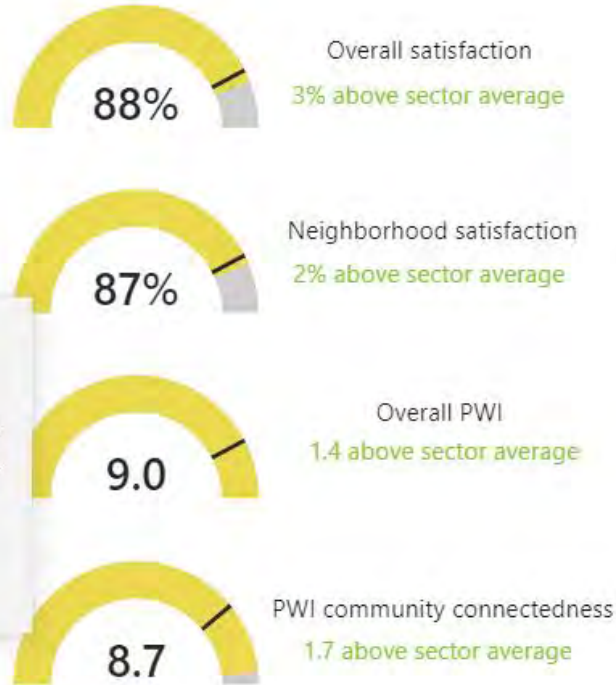 88%
Overall satisfaction
3% above sector average
87%
Neighborhood satisfaction
2% above sector average
9.0
Overall PWI
1.4 above sector average
8.7
PWI community connectedness
1.7 above sector average